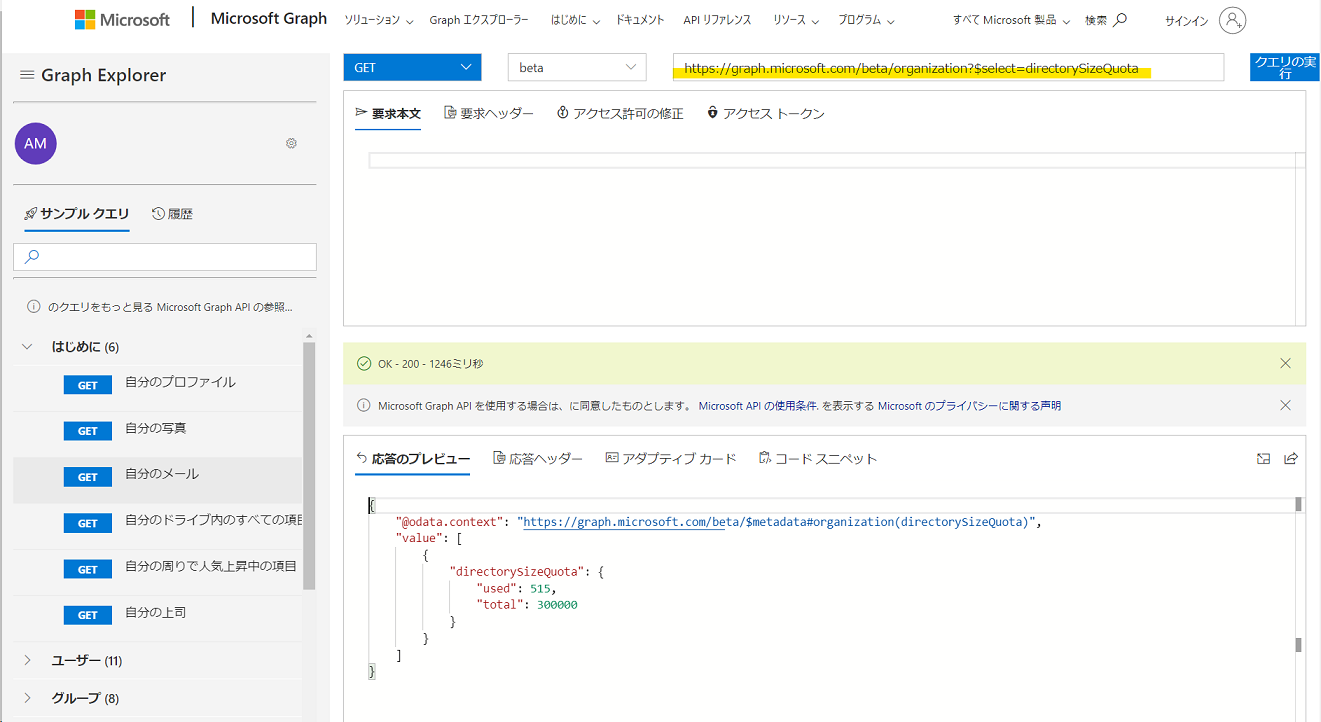 Microsoft | Microsoft Graph ソリューション Graph エクスプローラー はじめに ドキュメント API リファレンス リソース プログラム すべて Microsoft 製品 検索 サインイン
Graph Explorer
GET beta https://graph.microsoft.com/beta/organization?$select=directorySizeQuota クエリの実行
AM
サンプル クエリ 履歴
のクエリをもっと見る Microsoft Graph API の参照...
はじめに (6)
GET 自分のプロファイル
GET 自分の写真
GET 自分のメール
GET 自分のドライブ内のすべての項目
GET 自分の周りで人気上昇中の項目
GET 自分の上司
ユーザー (11)
グループ (8)
要求本文 要求ヘッダー アクセス許可の修正 アクセス トークン
OK - 200 - 1246ミリ秒
Microsoft Graph API を使用する場合は、に同意したものとします。 Microsoft API の使用条件. を表示する Microsoft のプライバシーに関する声明
応答のプレビュー 応答ヘッダー アダプティブ カード コード スニペット
{
"@odata.context": "https://graph.microsoft.com/beta/$metadata#organization(directorySizeQuota)",
"value": [
{
"directorySizeQuota": {
"used": 515,
"total": 300000
}
}
]
}